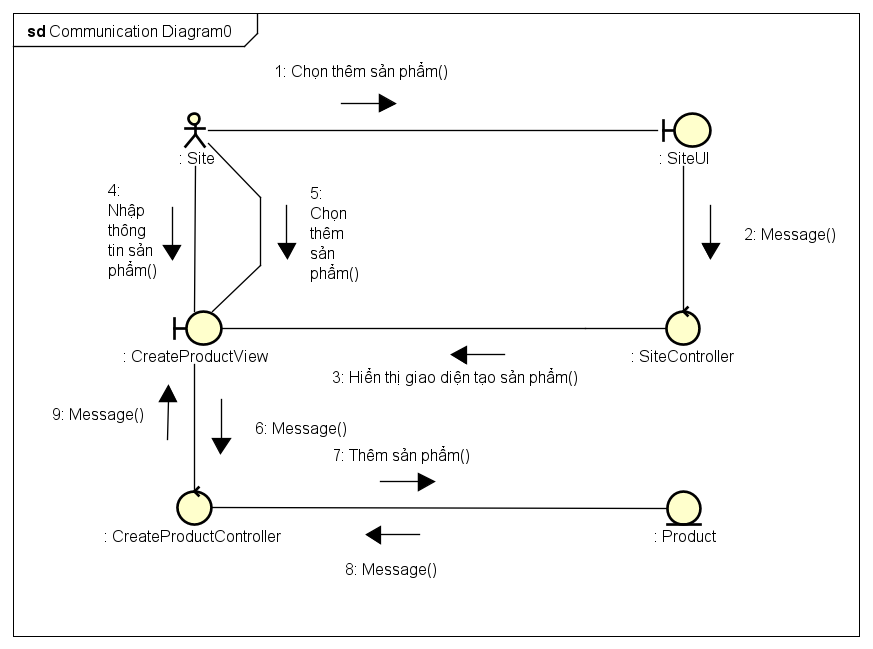 sd Communication Diagram0
1: Chọn thêm sản phẩm()
: Site
: SiteUI
4:
Nhập
thông
tin sản
phẩm()
5:
Chọn
thêm
sản
phẩm()
2: Message()
: CreateProductView
: SiteController
3: Hiển thị giao diện tạo sản phẩm()
9: Message()
6: Message()
7: Thêm sản phẩm()
: CreateProductController
: Product
8: Message()